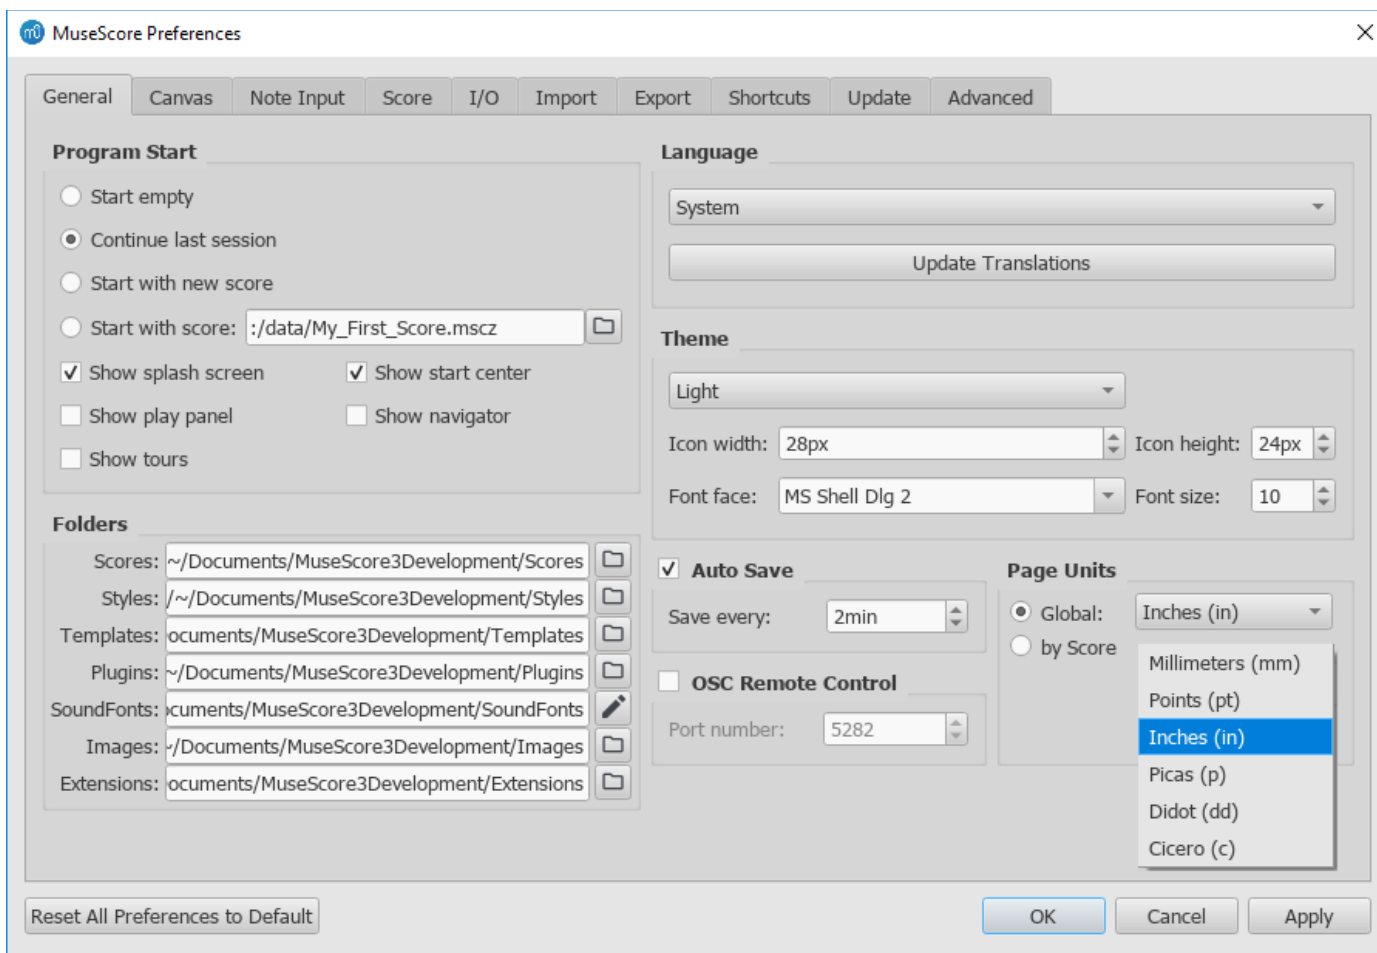 MuseScore Preferences
General Canvas Note Input Score I/O Import Export Shortcuts Update Advanced
Program Start
Start empty
Continue last session
Start with new score
Start with score: :/data/My_First_Score.mscz
Show splash screen Show start center
Show play panel Show navigator
Show tours
Folders
Scores: ~/Documents/MuseScore3Development/Scores
Styles: /~/Documents/MuseScore3Development/Styles
Templates: ocuments/MuseScore3Development/Templates
Plugins: ~/Documents/MuseScore3Development/Plugins
SoundFonts: ocuments/MuseScore3Development/SoundFonts
Images: ~/Documents/MuseScore3Development/Images
Extensions: ocuments/MuseScore3Development/Extensions
Language
System
Update Translations
Theme
Light
Icon width: 28px Icon height: 24px
Font face: MS Shell Dlg 2 Font size: 10
Auto Save
Save every: 2min
OSC Remote Control
Port number: 5282
Page Units
Global: Inches (in)
by Score
Millimeters (mm)
Points (pt)
Inches (in)
Picas (p)
Didot (dd)
Cicero (c)
Reset All Preferences to Default OK Cancel Apply